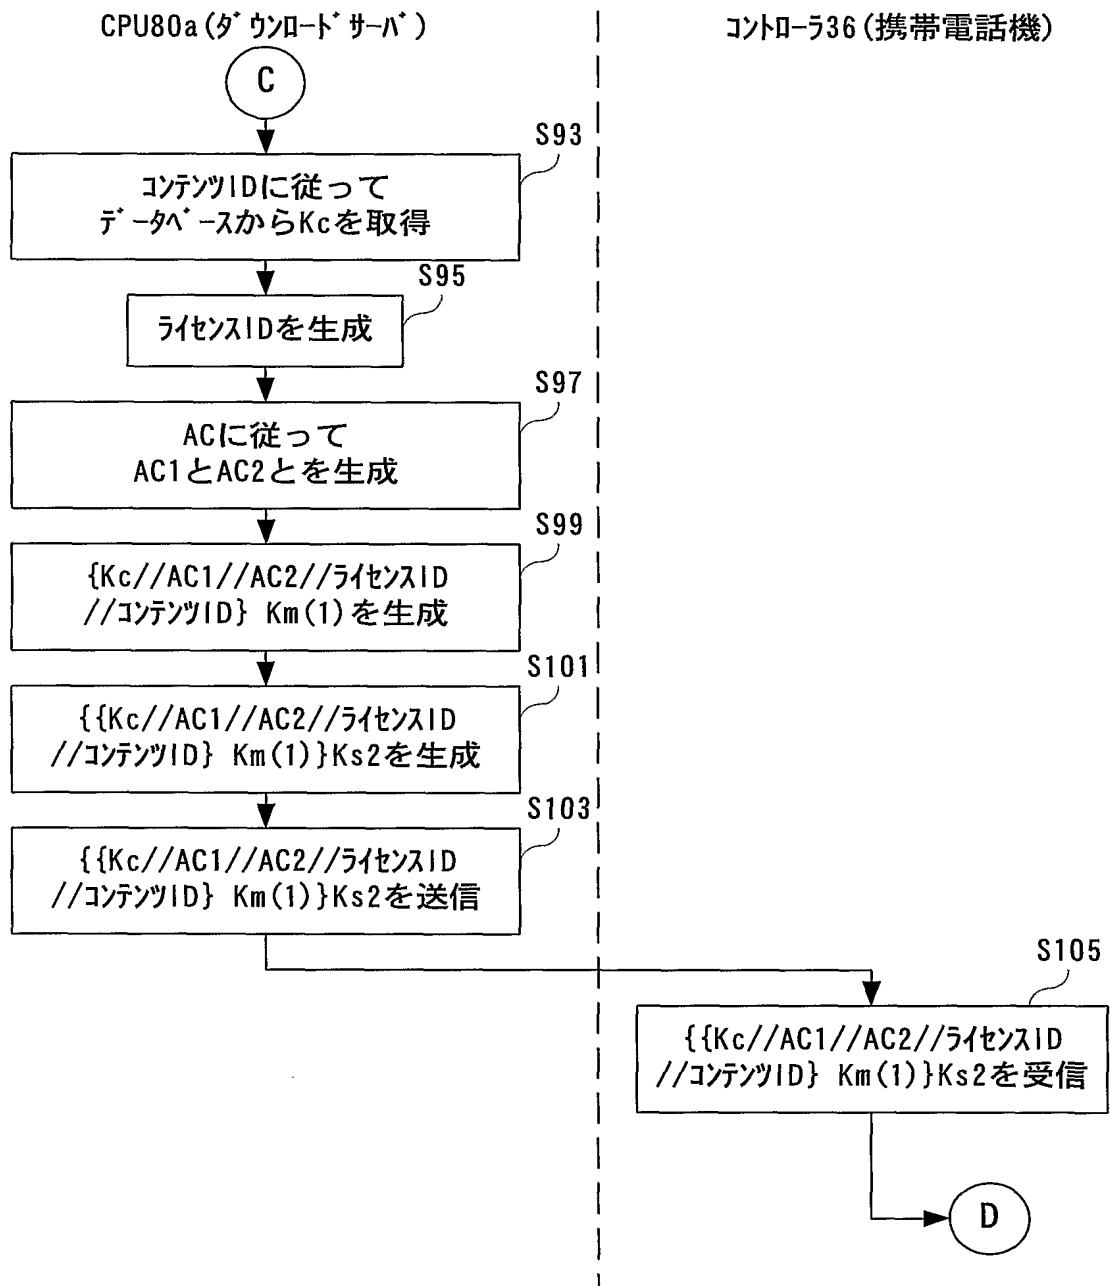 CPU80a(ﾀﾞｳﾝﾛｰﾄﾞｻｰﾊﾞ)
ｺﾝﾄﾛｰﾗ36(携帯電話機)
C
S93
ｺﾝﾃﾝﾂIDに従って
ﾃﾞｰﾀﾍﾞｰｽからKcを取得
S95
ﾗｲｾﾝｽIDを生成
S97
ACに従って
AC1とAC2とを生成
S99
{Kc//AC1//AC2//ﾗｲｾﾝｽID
//ｺﾝﾃﾝﾂID} Km(1)を生成
S101
{{Kc//AC1//AC2//ﾗｲｾﾝｽID
//ｺﾝﾃﾝﾂID} Km(1)}Ks2を生成
S103
{{Kc//AC1//AC2//ﾗｲｾﾝｽID
//ｺﾝﾃﾝﾂID} Km(1)}Ks2を送信
S105
{{Kc//AC1//AC2//ﾗｲｾﾝｽID
//ｺﾝﾃﾝﾂID} Km(1)}Ks2を受信
D